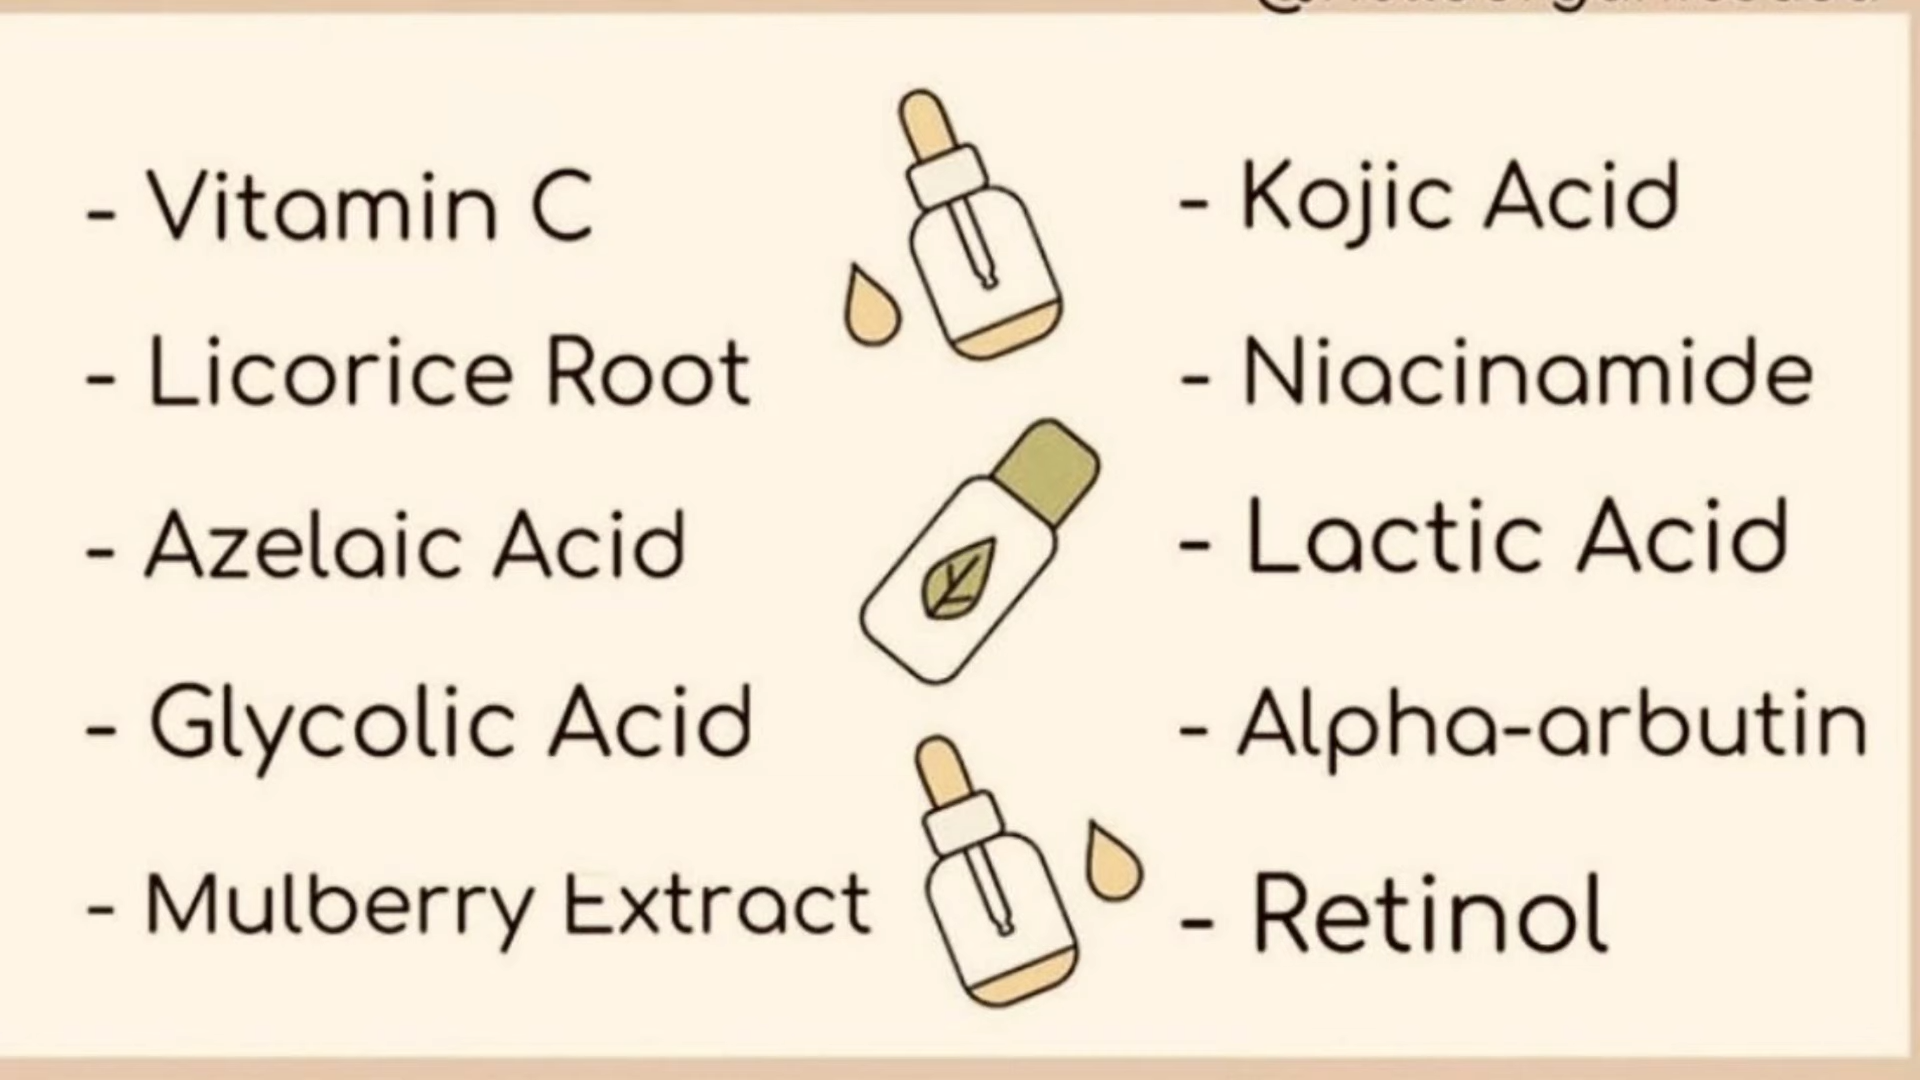 - Vitamin C
- Licorice Root
- Azelaic Acid
- Glycolic Acid
- Mulberry Extract
- Kojic Acid
- Niacinamide
- Lactic Acid
- Alpha-arbutin
- Retinol